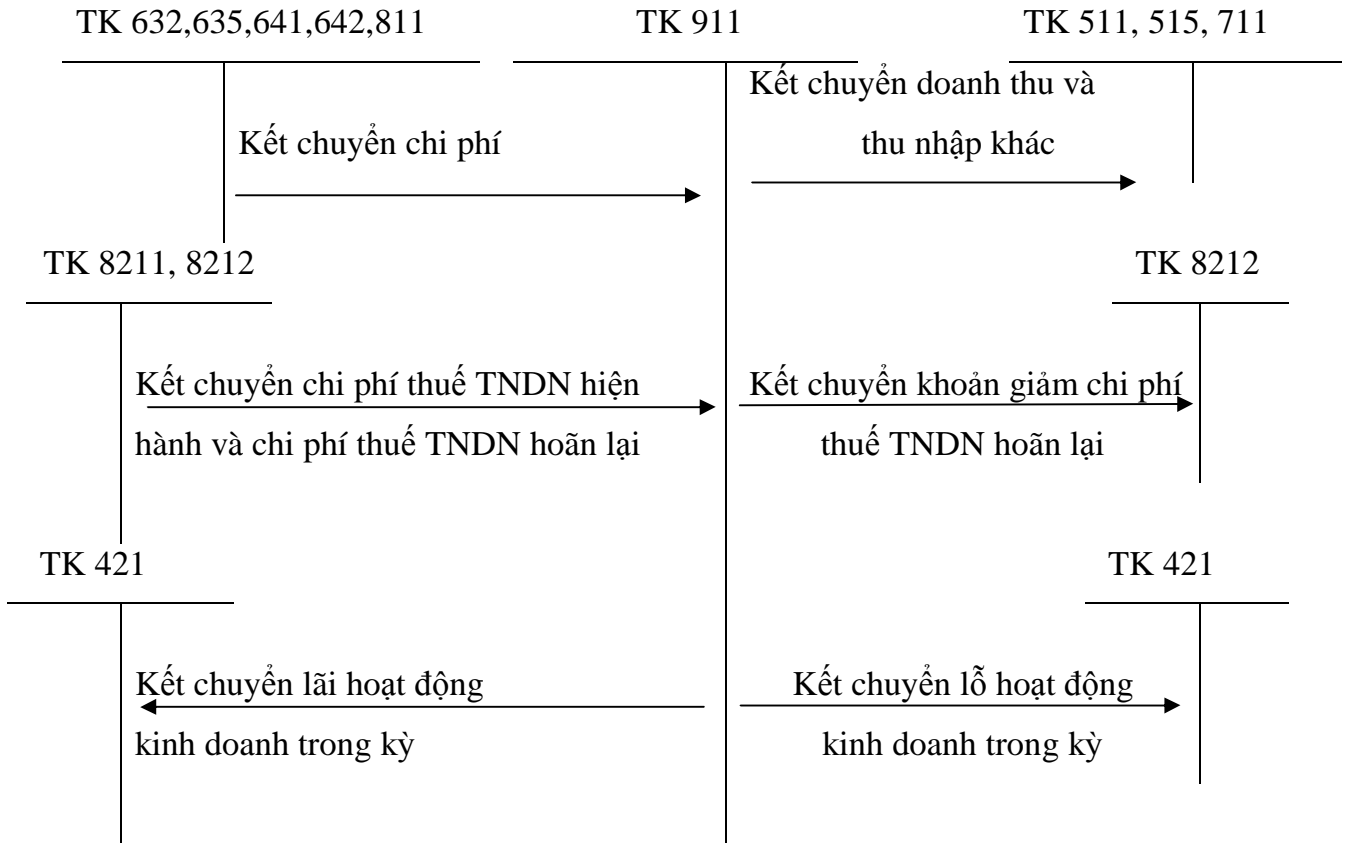 TK 632,635,641,642,811
TK 911
TK 511, 515, 711
Kết chuyển chi phí
Kết chuyển doanh thu và
thu nhập khác
TK 8211, 8212
TK 8212
Kết chuyển chi phí thuế TNDN hiện
hành và chi phí thuế TNDN hoãn lại
Kết chuyển khoản giảm chi phí
thuế TNDN hoãn lại
TK 421
TK 421
Kết chuyển lãi hoạt động
kinh doanh trong kỳ
Kết chuyển lỗ hoạt động
kinh doanh trong kỳ